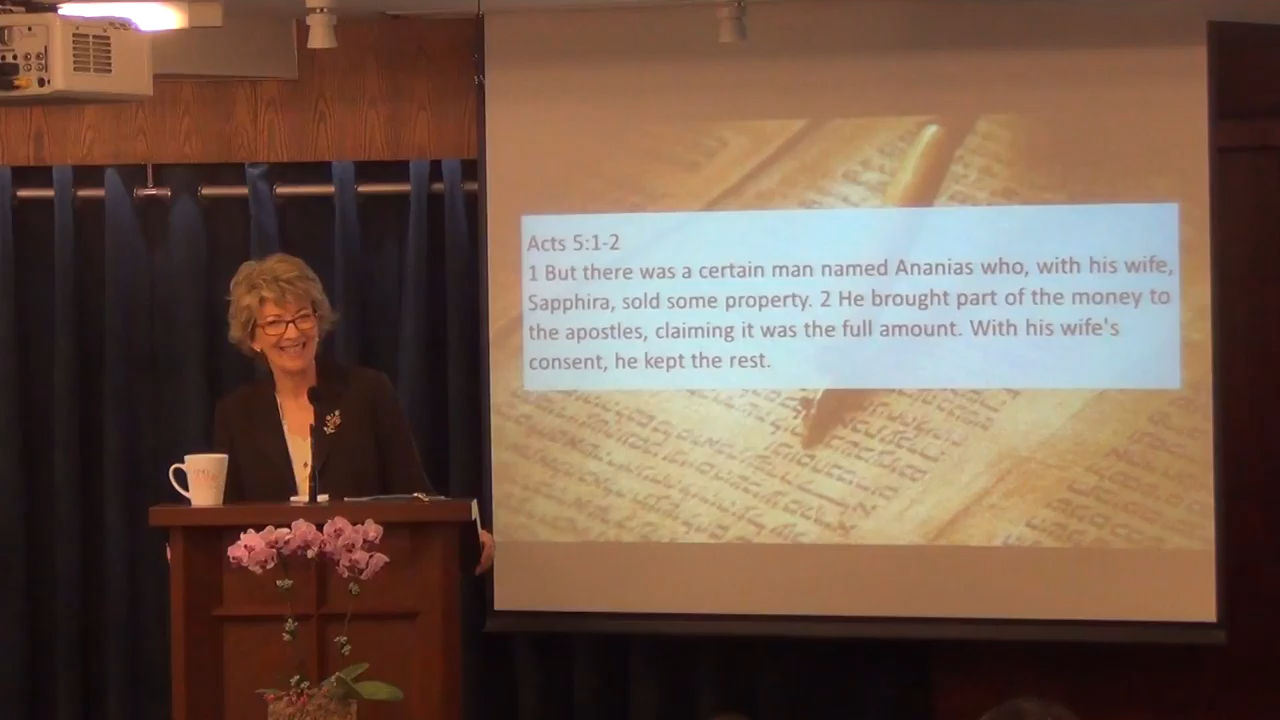 Acts 5:1-2
1 But there was a certain man named Ananias who, with his wife,
Sapphira, sold some property. 2 He brought part of the money to
the apostles, claiming it was the full amount. With his wife's
consent, he kept the rest.